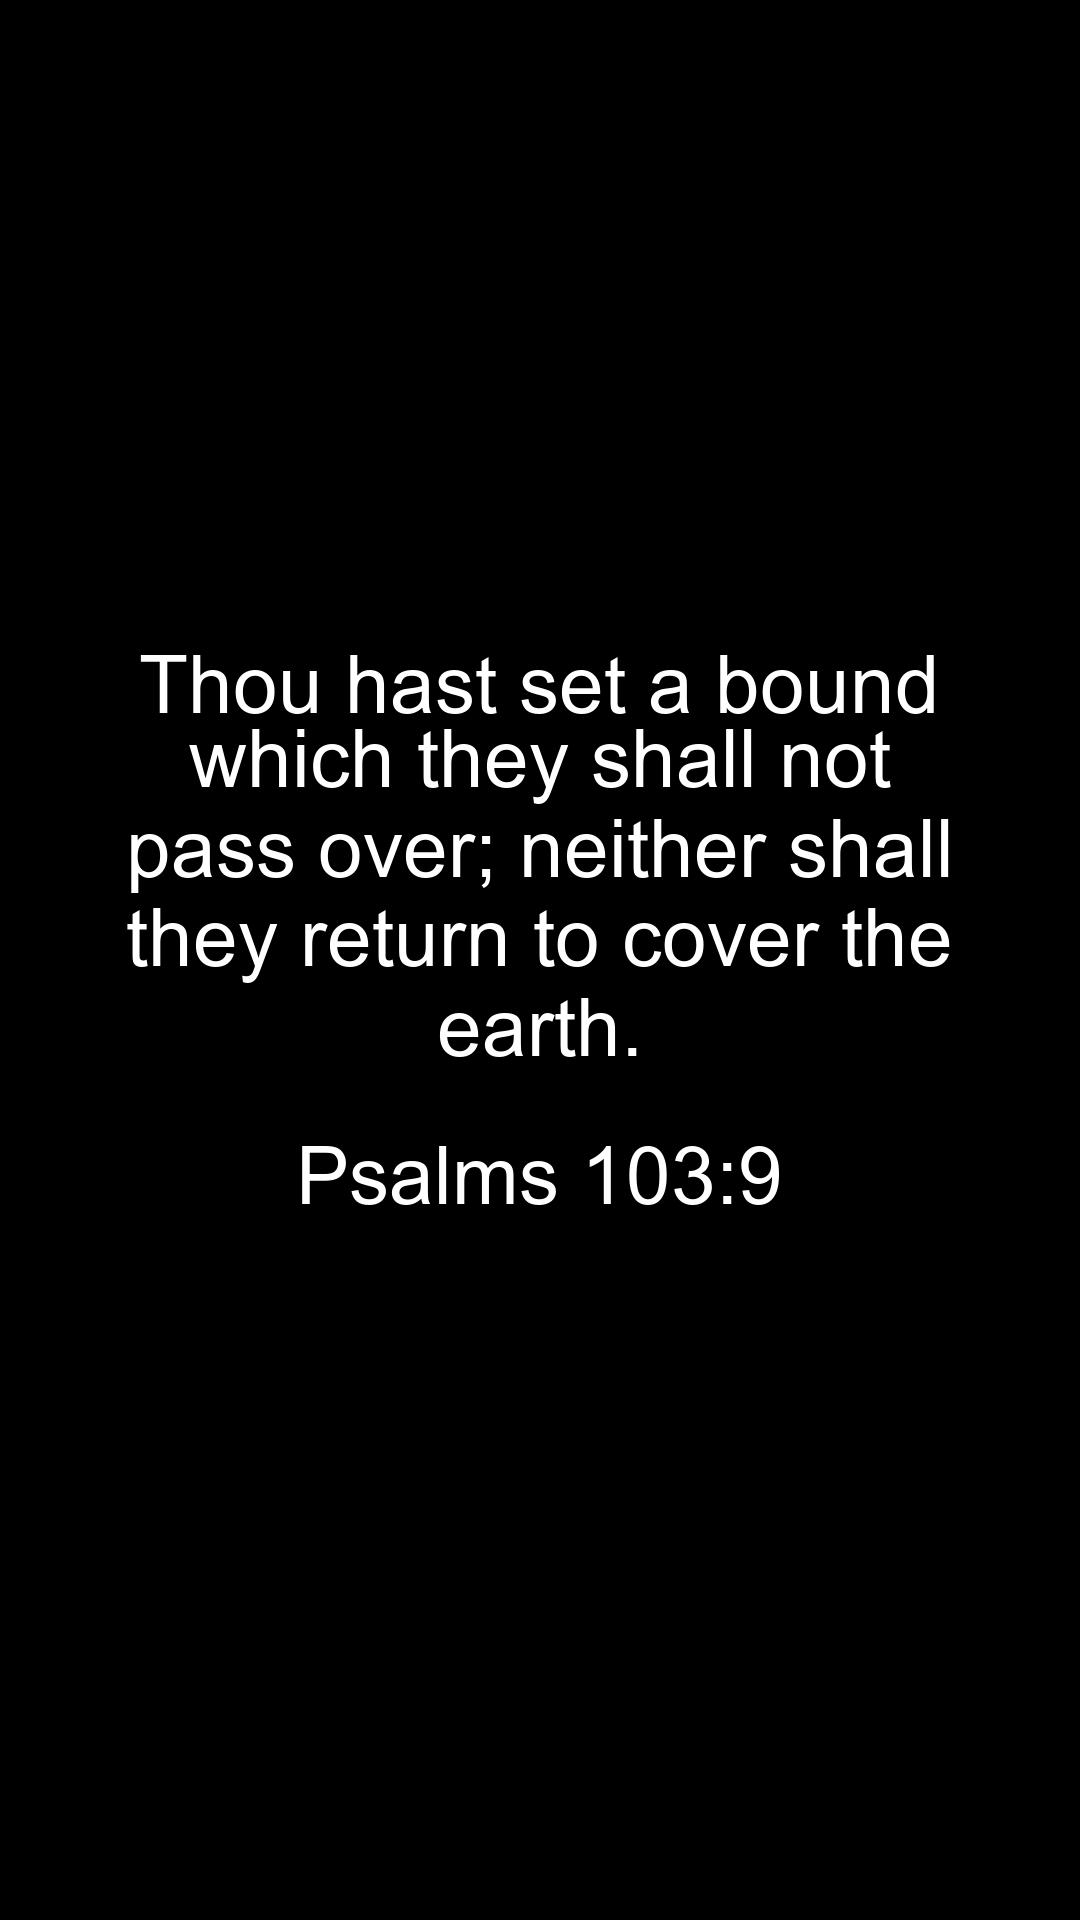 Thou hast set a bound
which they shall not
pass over; neither shall
they return to cover the
earth.
Psalms 103:9